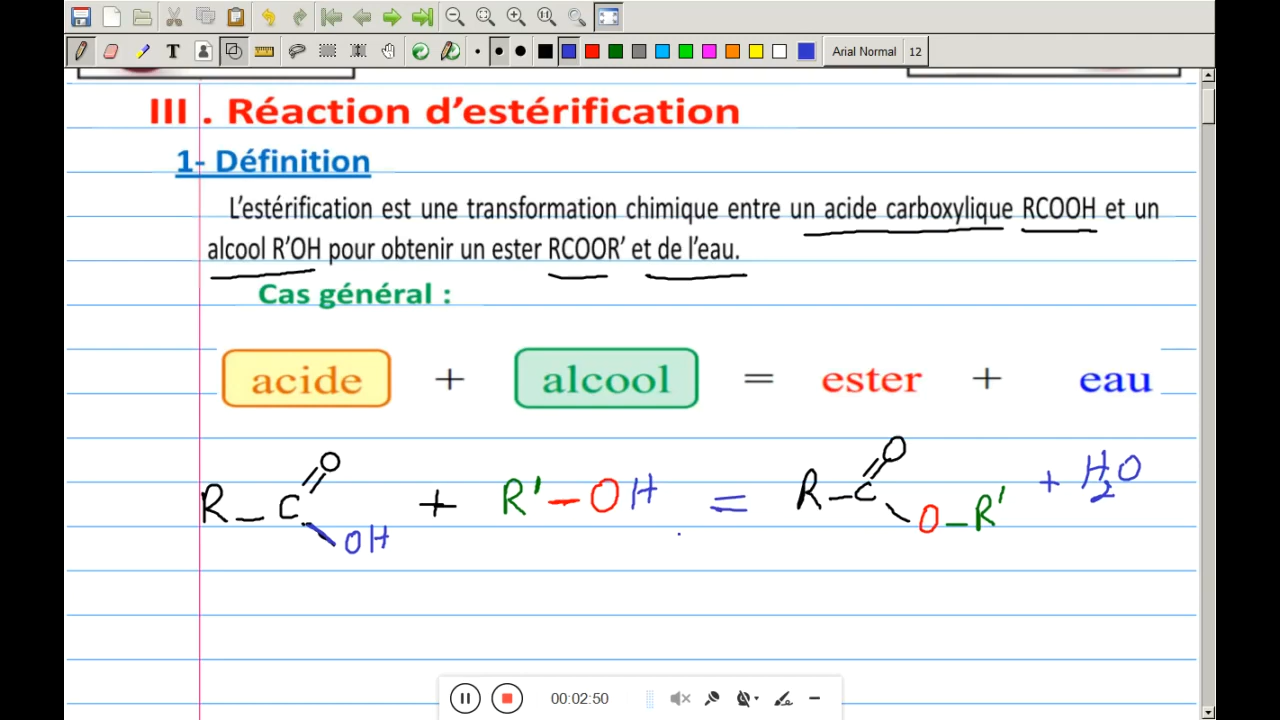 Arial Normal 12
III . Réaction d'estérification
1- Définition
L'estérification est une transformation chimique entre un acide carboxylique RCOOH et un
alcool R'OH pour obtenir un ester RCOOR' et de l'eau.
Cas général :
acide + alcool = ester + eau
R-C=O OH + R'-OH = R-C=O O-R' + H2O
00:02:50